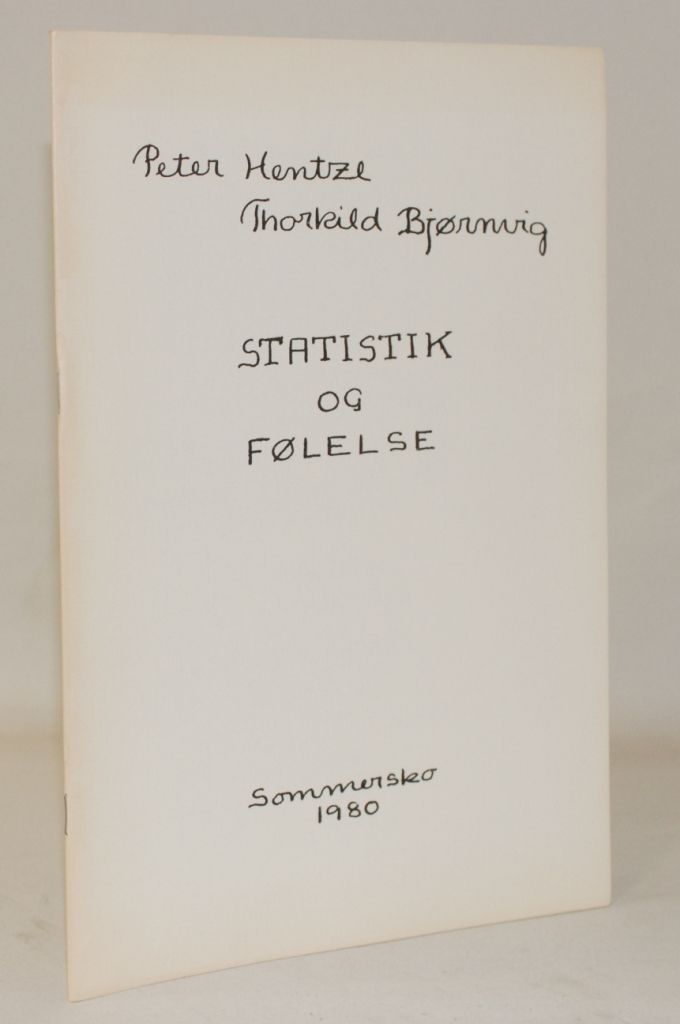 Peter Hentze
Thorkild Bjørnvig
STATISTIK
OG
FØLELSE
Sommersko
1980